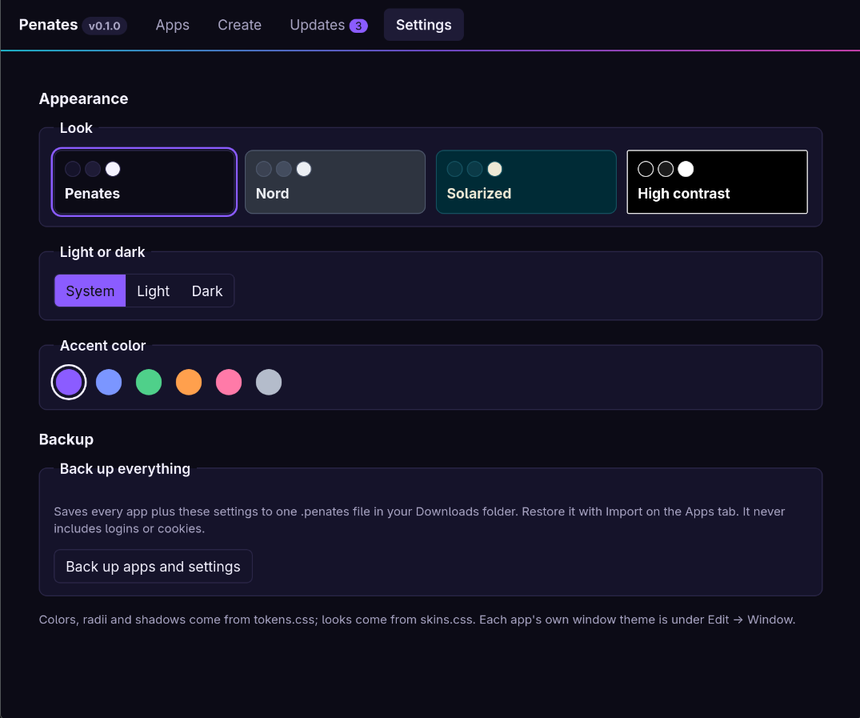 Penates v0.1.0 Apps Create Updates 3 Settings
Appearance
Look
Penates Nord Solarized High contrast
Light or dark
System Light Dark
Accent color
Backup
Back up everything
Saves every app plus these settings to one .penates file in your Downloads folder. Restore it with Import on the Apps tab. It never
includes logins or cookies.
Back up apps and settings
Colors, radii and shadows come from tokens.css; looks come from skins.css. Each app's own window theme is under Edit → Window.